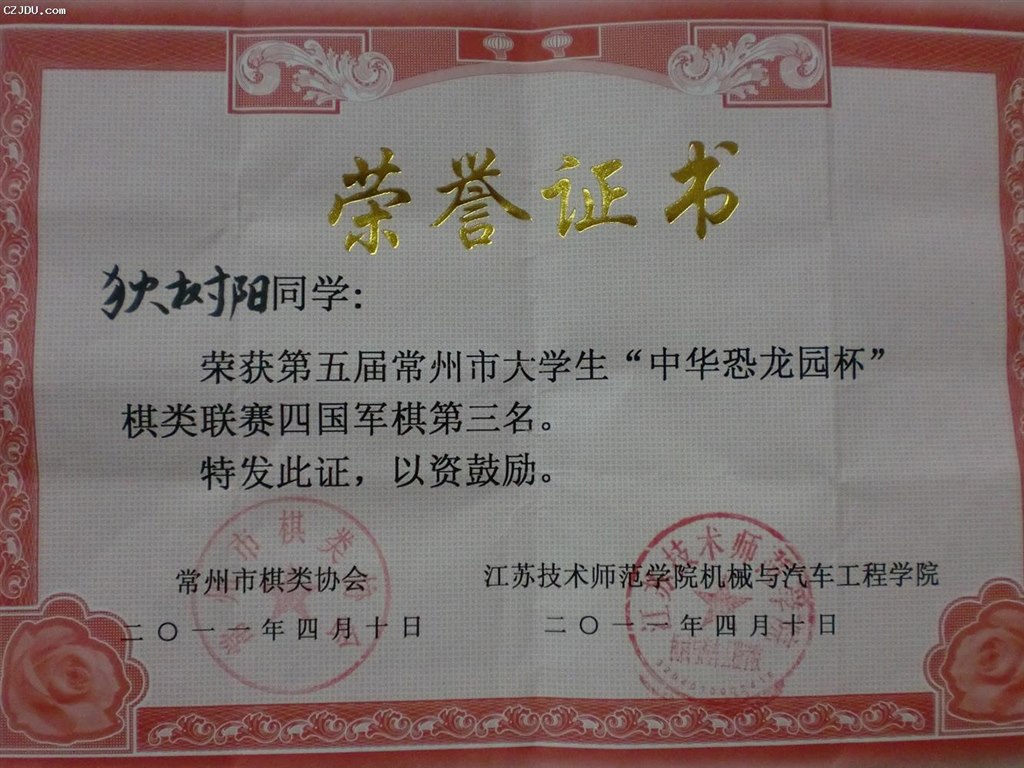 CZJDU.com
荣誉证书
狄树阳同学:
荣获第五届常州市大学生“中华恐龙园杯”
棋类联赛四国军棋第三名。
特发此证，以资鼓励。
常州市棋类协会
二〇一一年四月十日
江苏技术师范学院机械与汽车工程学院
二〇一一年四月十日